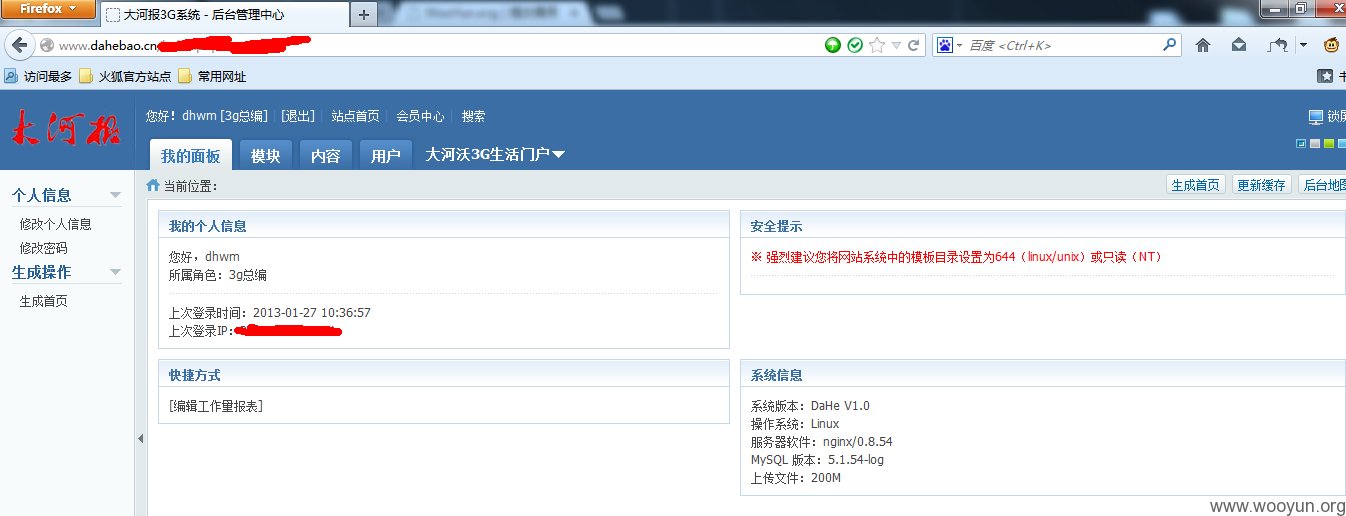 Firefox
大河报3G系统 - 后台管理中心
www.dahebao.cn
百度 <Ctrl+K>
访问最多 火狐官方站点 常用网址
大河报
您好！dhwm [3g总编] [退出] 站点首页 会员中心 搜索
我的面板 模块 内容 用户 大河沃3G生活门户
个人信息
修改个人信息
修改密码
生成操作
生成首页
当前位置：
生成首页 更新缓存 后台地图
我的个人信息
您好，dhwm
所属角色：3g总编
上次登录时间：2013-01-27 10:36:57
上次登录IP：
安全提示
※ 强烈建议您将网站系统中的模板目录设置为644（linux/unix）或只读（NT）
快捷方式
[编辑工作量报表]
系统信息
系统版本：DaHe V1.0
操作系统：Linux
服务器软件：nginx/0.8.54
MySQL 版本：5.1.54-log
上传文件：200M
www.wooyun.org